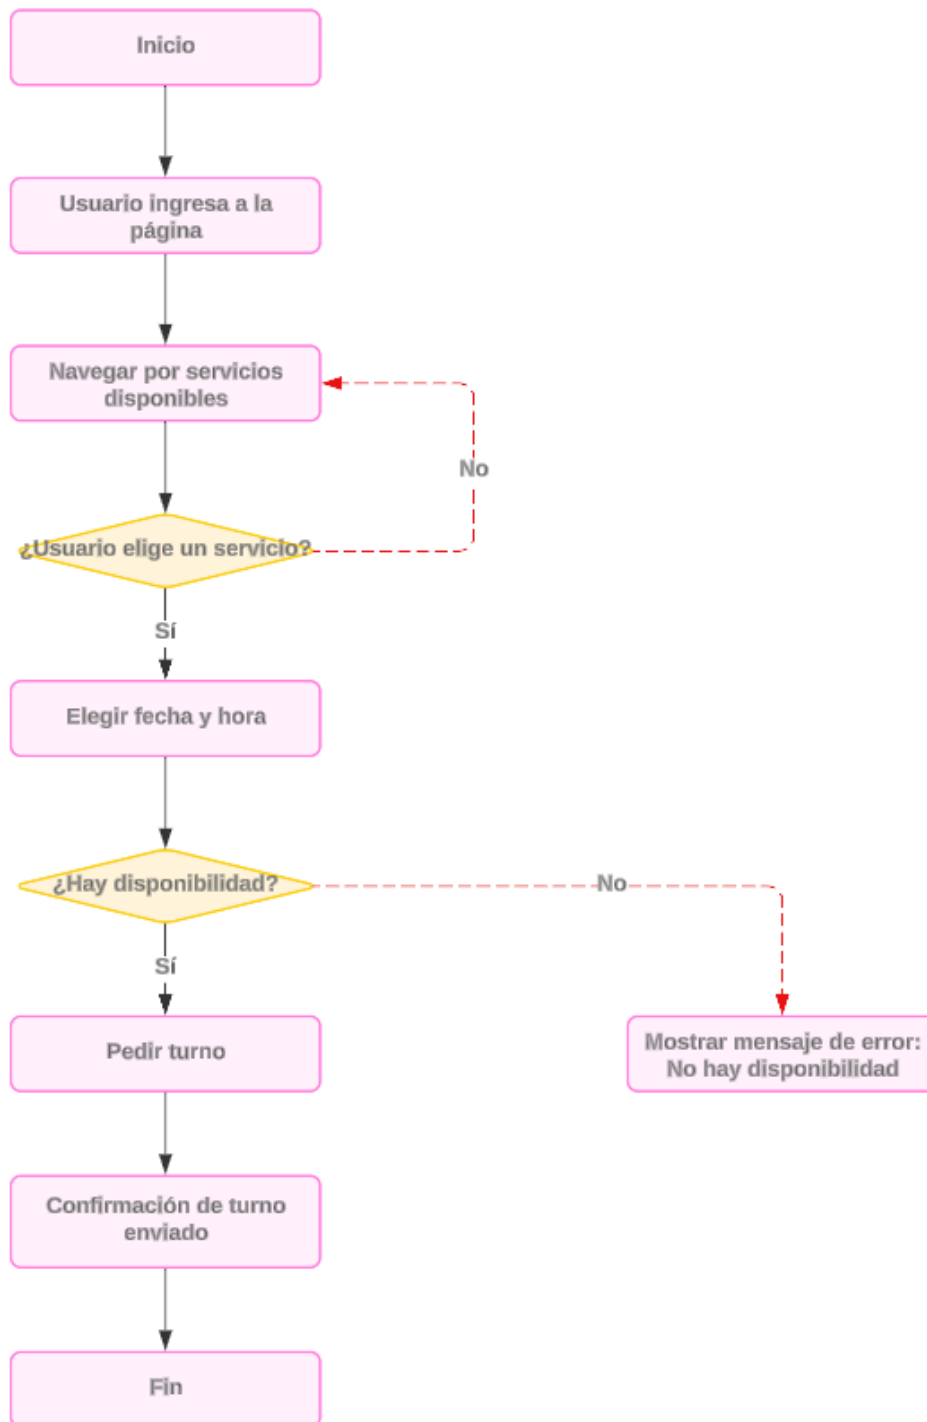 Inicio
Usuario ingresa a la
página
Navegar por servicios
disponibles
No
¿Usuario elige un servicio?
Sí
Elegir fecha y hora
¿Hay disponibilidad?
No
Sí
Pedir turno
Mostrar mensaje de error:
No hay disponibilidad
Confirmación de turno
enviado
Fin